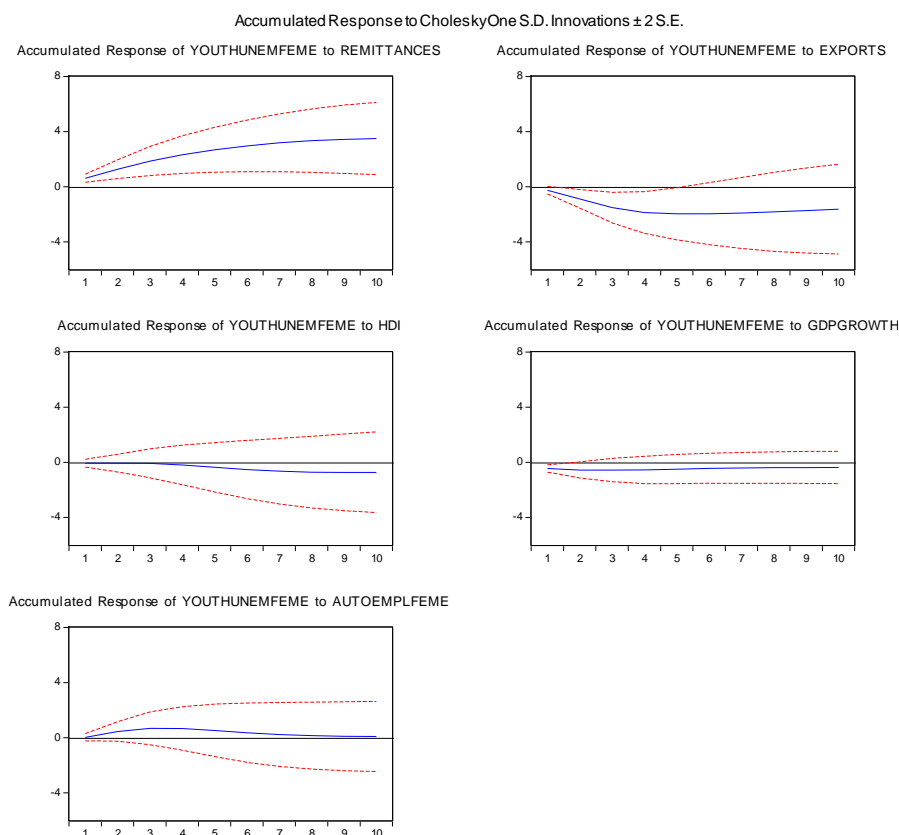 Accumulated Response to Cholesky One S.D. Innovations ± 2 S.E.
Accumulated Response of YOUTHUNEMFEME to REMITTANCES
8
4
0
-4
1 2 3 4 5 6 7 8 9 10
Accumulated Response of YOUTHUNEMFEME to EXPORTS
8
4
0
-4
1 2 3 4 5 6 7 8 9 10
Accumulated Response of YOUTHUNEMFEME to HDI
8
4
0
-4
1 2 3 4 5 6 7 8 9 10
Accumulated Response of YOUTHUNEMFEME to GDPGROWTH
8
4
0
-4
1 2 3 4 5 6 7 8 9 10
Accumulated Response of YOUTHUNEMFEME to AUTOEMPLFEME
8
4
0
-4
1 2 3 4 5 6 7 8 9 10